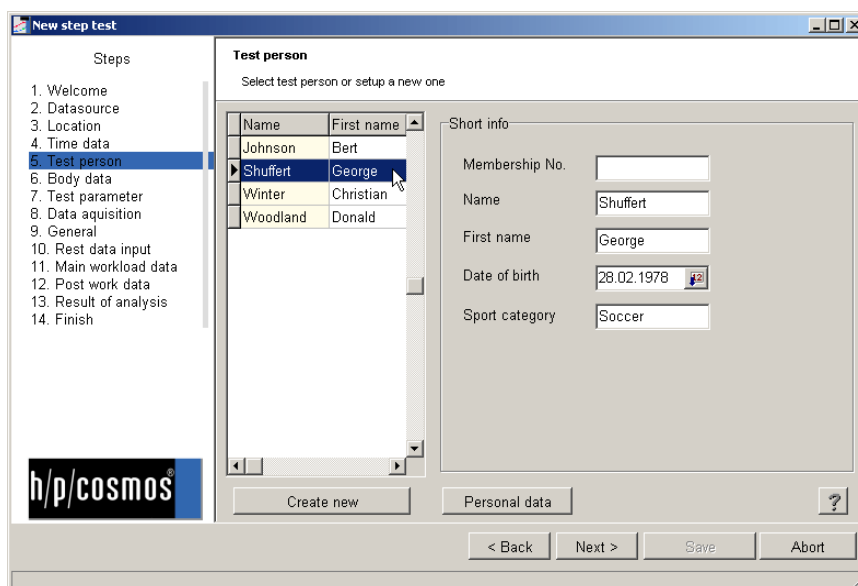 New step test
Steps
1. Welcome
2. Datasource
3. Location
4. Time data
5. Test person
6. Body data
7. Test parameter
8. Data aquisition
9. General
10. Rest data input
11. Main workload data
12. Post work data
13. Result of analysis
14. Finish
h/p/cosmos®
Test person
Select test person or setup a new one
Name First name
Johnson Bert
Shuffert George
Winter Christian
Woodland Donald
Short info
Membership No.
Name Shuffert
First name George
Date of birth 28.02.1978 12
Sport category Soccer
Create new Personal data ?
< Back Next > Save Abort